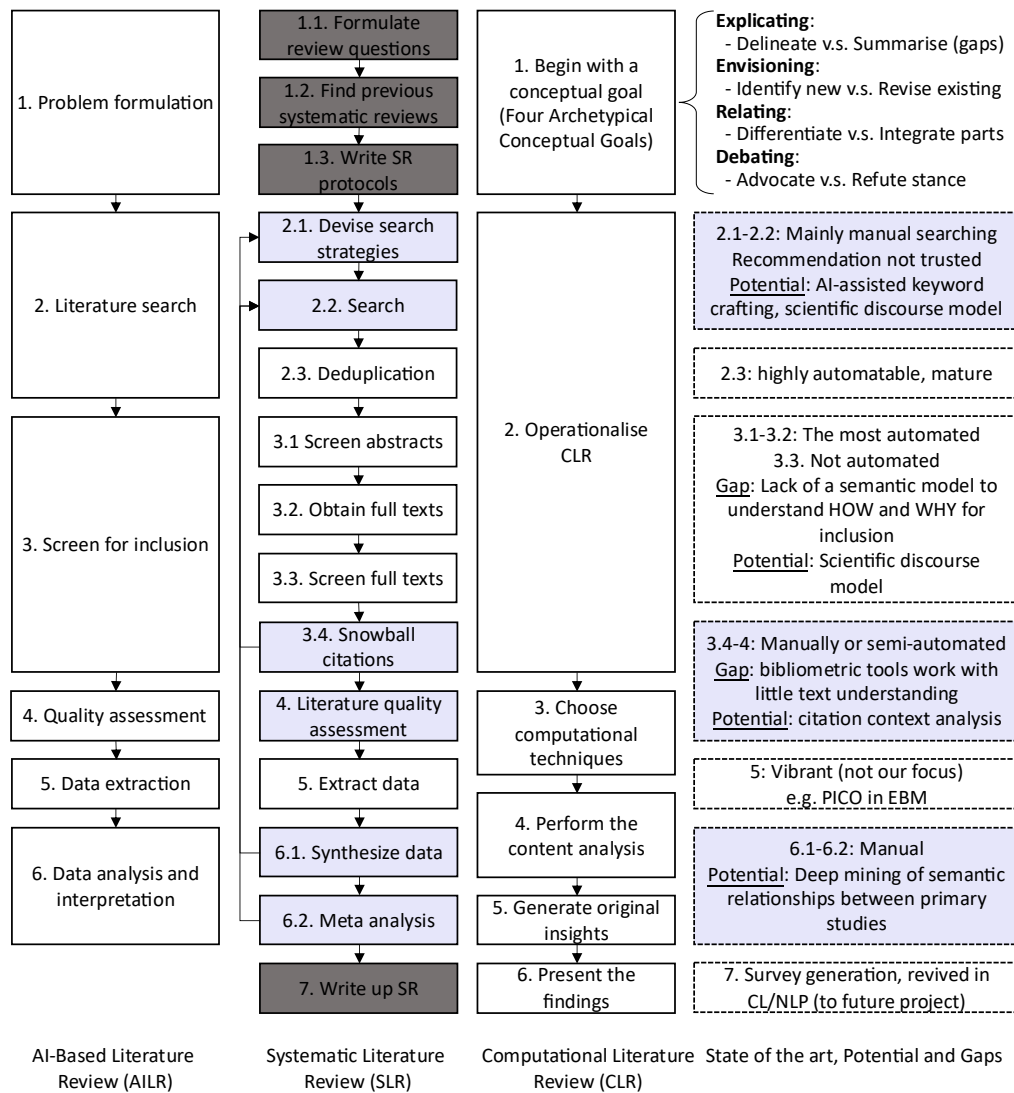 1. Problem formulation
2. Literature search
3. Screen for inclusion
4. Quality assessment
5. Data extraction
6. Data analysis and
interpretation
AI-Based Literature
Review (AILR)
1.1. Formulate
review questions
1.2. Find previous
systematic reviews
1.3. Write SR
protocols
2.1. Devise search
strategies
2.2. Search
2.3. Deduplication
3.1 Screen abstracts
3.2. Obtain full texts
3.3. Screen full texts
3.4. Snowball
citations
4. Literature quality
assessment
5. Extract data
6.1. Synthesize data
6.2. Meta analysis
7. Write up SR
Systematic Literature
Review (SLR)
1. Begin with a
conceptual goal
(Four Archetypical
Conceptual Goals)
2. Operationalise
CLR
3. Choose
computational
techniques
4. Perform the
content analysis
5. Generate original
insights
6. Present the
findings
Computational Literature
Review (CLR)
Explicating:
- Delineate v.s. Summarise (gaps)
Envisioning:
- Identify new v.s. Revise existing
Relating:
- Differentiate v.s. Integrate parts
Debating:
- Advocate v.s. Refute stance
2.1-2.2: Mainly manual searching
Recommendation not trusted
Potential: AI-assisted keyword
crafting, scientific discourse model
2.3: highly automatable, mature
3.1-3.2: The most automated
3.3. Not automated
Gap: Lack of a semantic model to
understand HOW and WHY for
inclusion
Potential: Scientific discourse
model
3.4-4: Manually or semi-automated
Gap: bibliometric tools work with
little text understanding
Potential: citation context analysis
5: Vibrant (not our focus)
e.g. PICO in EBM
6.1-6.2: Manual
Potential: Deep mining of semantic
relationships between primary
studies
7. Survey generation, revived in
CL/NLP (to future project)
State of the art, Potential and Gaps